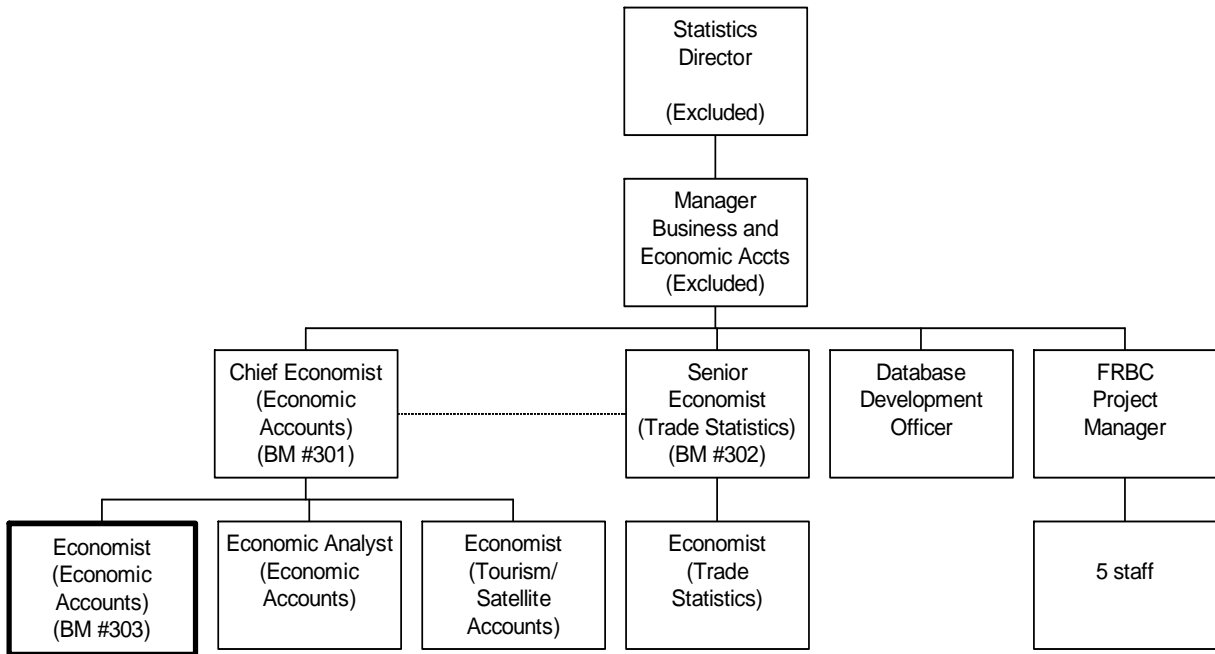 Statistics
Director
(Excluded)
Manager
Business and
Economic Accts
(Excluded)
Chief Economist
(Economic
Accounts)
(BM #301)
Senior
Economist
(Trade Statistics)
(BM #302)
Database
Development
Officer
FRBC
Project
Manager
Economist
(Economic
Accounts)
(BM #303)
Economic Analyst
(Economic
Accounts)
Economist
(Tourism/
Satellite
Accounts)
Economist
(Trade
Statistics)
5 staff